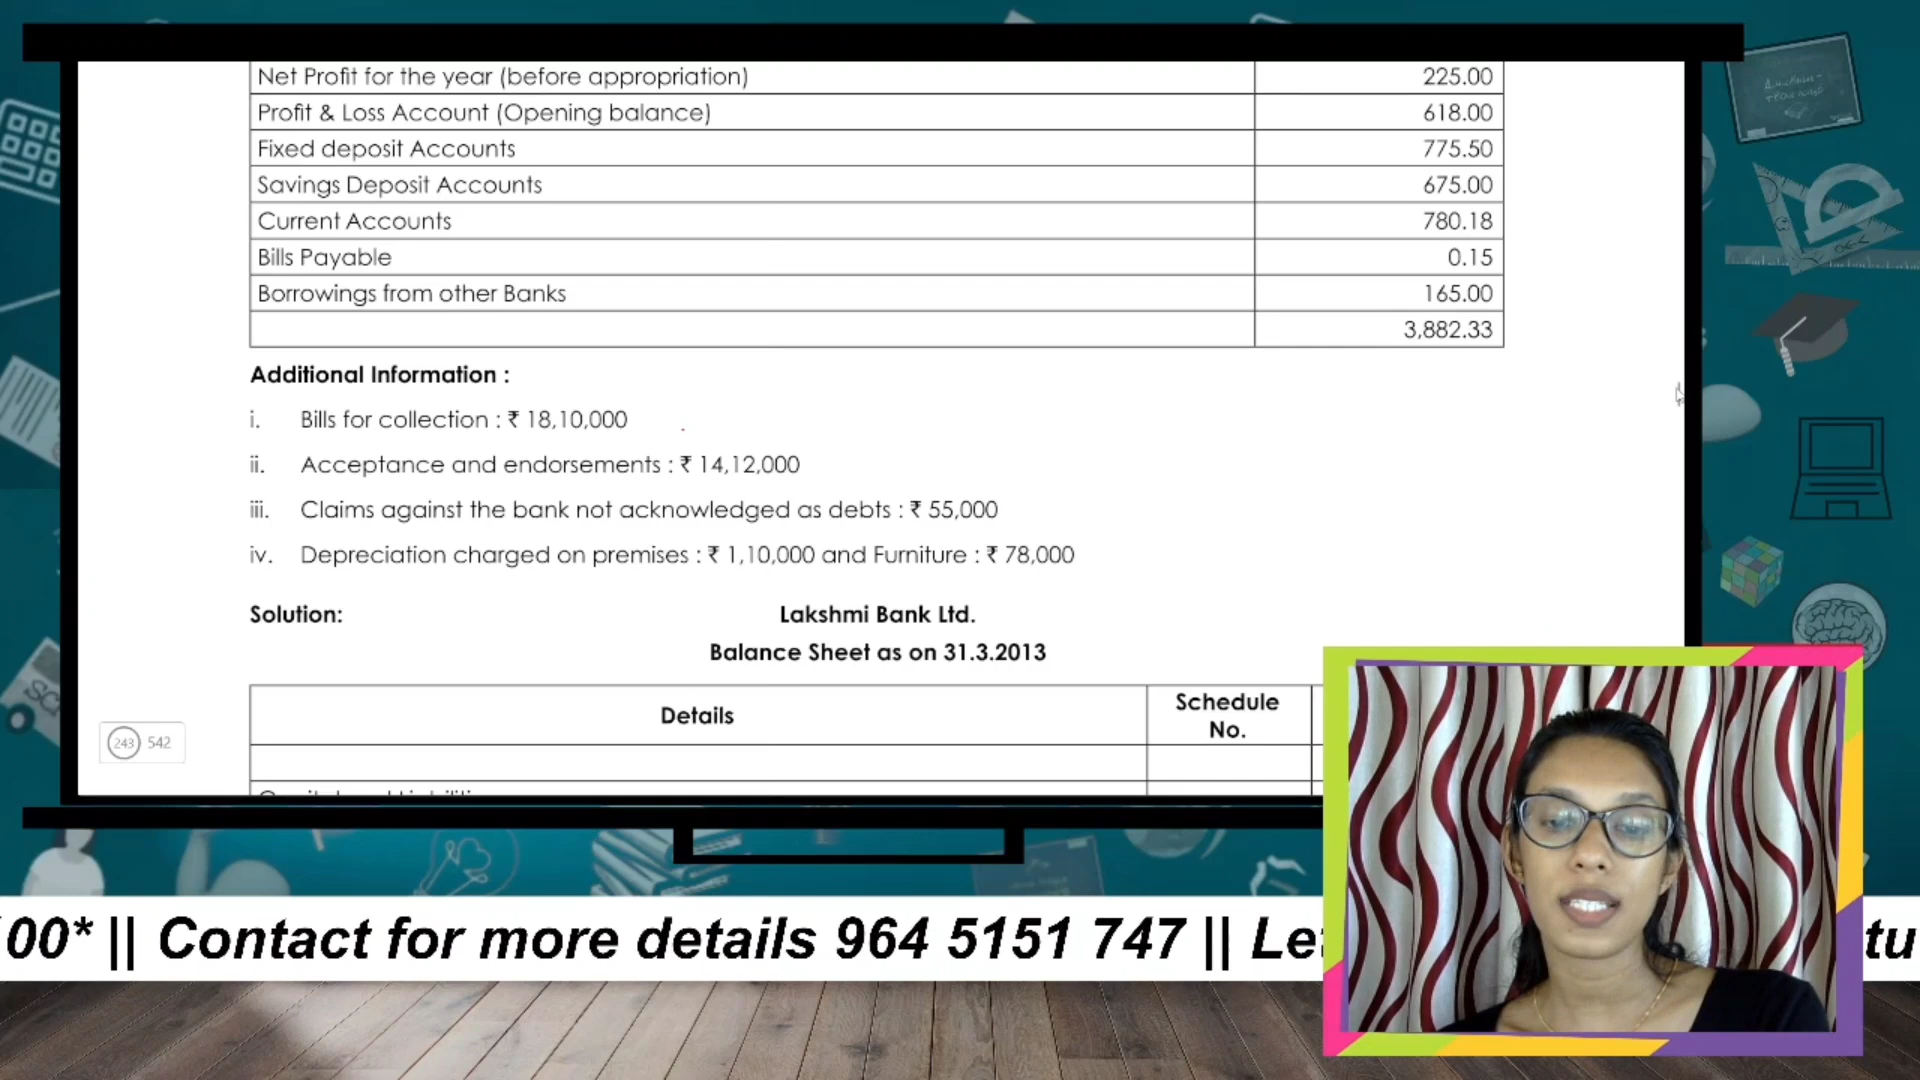 Net Profit for the year (before appropriation) 225.00
Profit & Loss Account (Opening balance) 618.00
Fixed deposit Accounts 775.50
Savings Deposit Accounts 675.00
Current Accounts 780.18
Bills Payable 0.15
Borrowings from other Banks 165.00
3,882.33
Additional Information :
i. Bills for collection : ₹ 18,10,000
ii. Acceptance and endorsements : ₹ 14,12,000
iii. Claims against the bank not acknowledged as debts : ₹ 55,000
iv. Depreciation charged on premises : ₹ 1,10,000 and Furniture : ₹ 78,000
Solution: Lakshmi Bank Ltd.
Balance Sheet as on 31.3.2013
Details Schedule No.
243 542
00* || Contact for more details 964 5151 747 ||